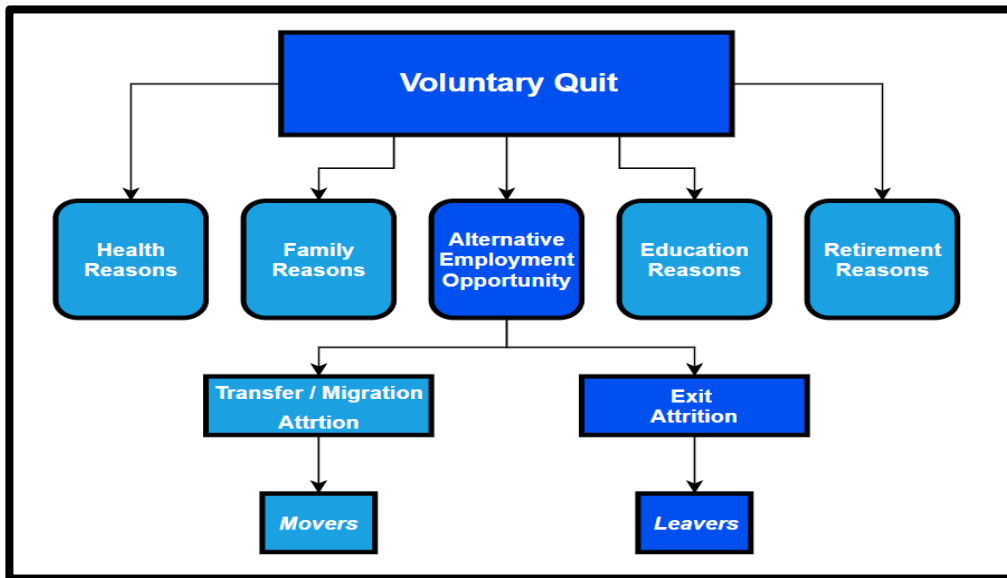 Voluntary Quit
Health
Reasons
Family
Reasons
Alternative
Employment
Opportunity
Education
Reasons
Retirement
Reasons
Transfer / Migration
Attrtion
Exit
Attrition
Movers
Leavers